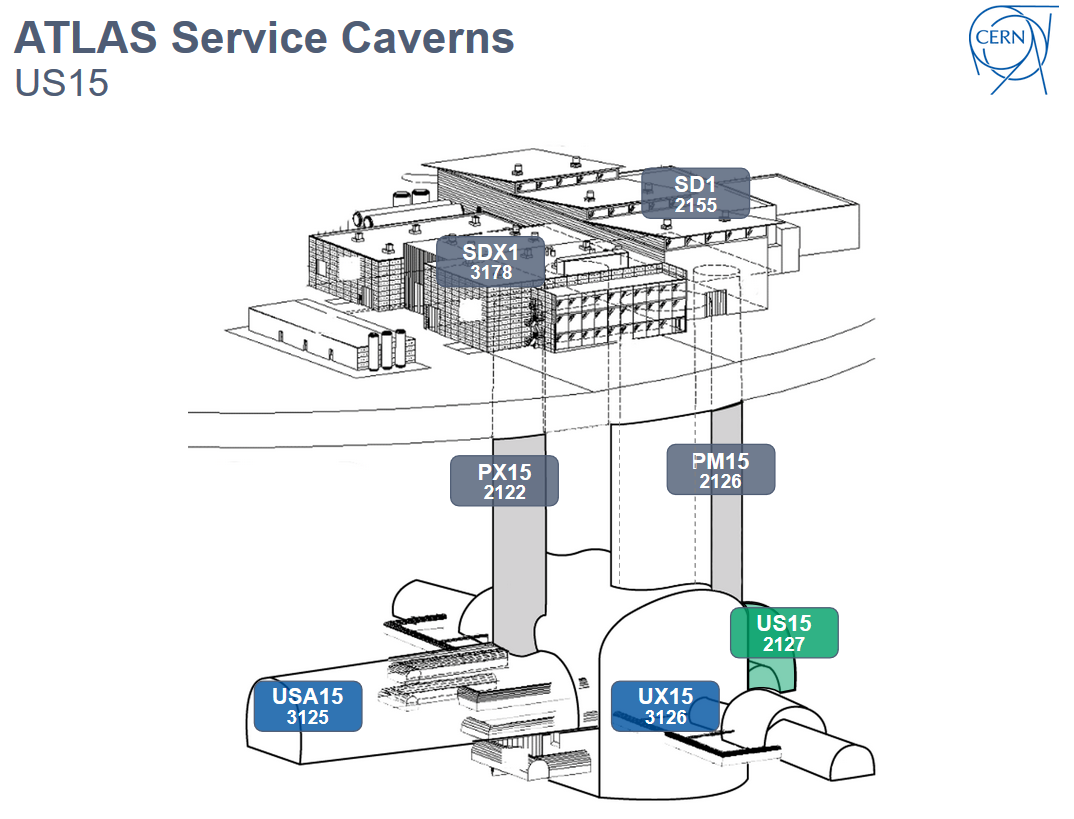 ATLAS Service Caverns
US15
CERN
SD1
2155
SDX1
3178
PX15
2122
PM15
2126
US15
2127
USA15
3125
UX15
3126